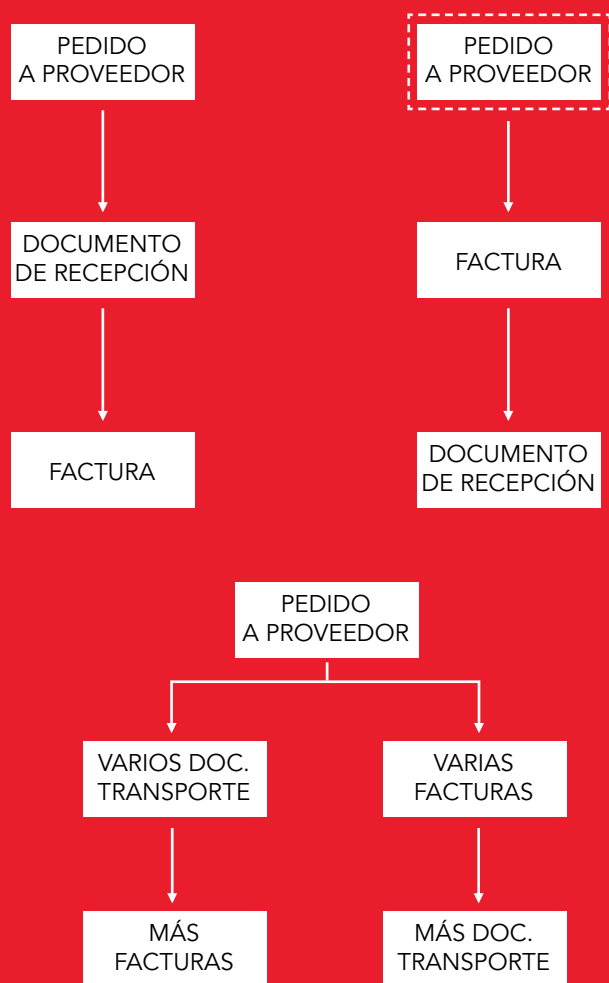 PEDIDO
A PROVEEDOR
DOCUMENTO
DE RECEPCIÓN
FACTURA
PEDIDO
A PROVEEDOR
FACTURA
DOCUMENTO
DE RECEPCIÓN
PEDIDO
A PROVEEDOR
VARIOS DOC.
TRANSPORTE
MÁS
FACTURAS
VARIAS
FACTURAS
MÁS DOC.
TRANSPORTE